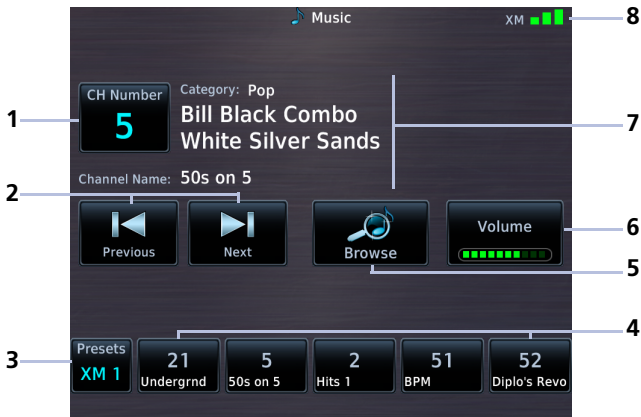 Music
XM
8
CH Number
5
Category: Pop
Bill Black Combo
White Silver Sands
1
7
Channel Name: 50s on 5
2
Previous
Next
Browse
Volume
6
5
4
3
Presets
XM 1
21
Undergrnd
5
50s on 5
2
Hits 1
51
BPM
52
Diplo's Revo